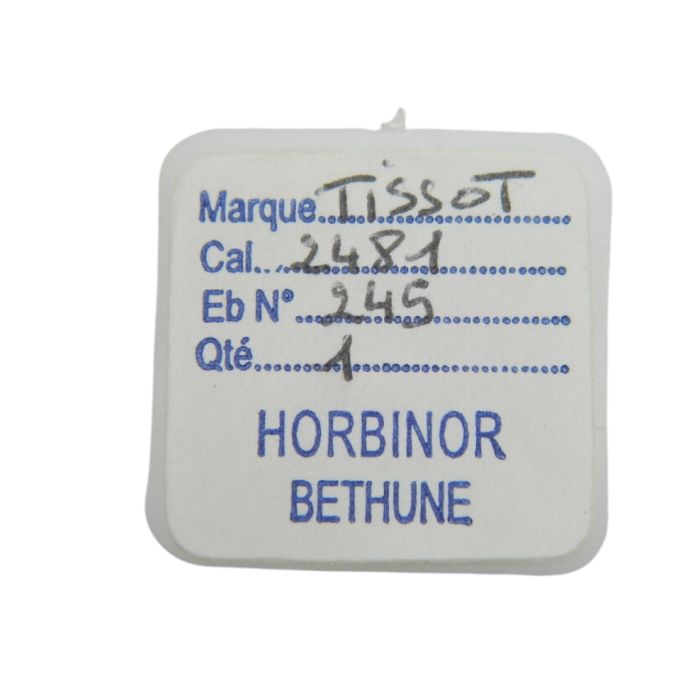 Marque TissoT
Cal. 2481
Eb N° 245
Qté 1
HORBINOR
BETHUNE